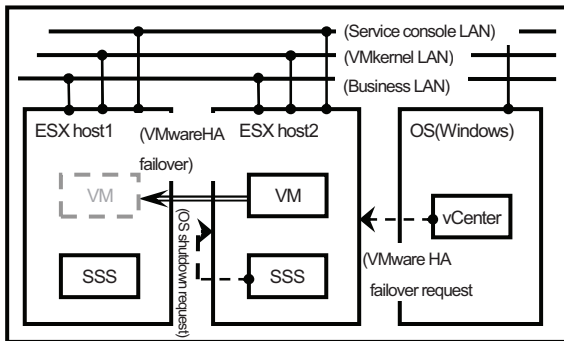 (Service console LAN)
(VMkernel LAN)
(Business LAN)
ESX host1
(VMwareHA
failover)
ESX host2
OS(Windows)
VM
VM
vCenter
(OS shutdown request)
SSS
SSS
(VMware HA
failover request